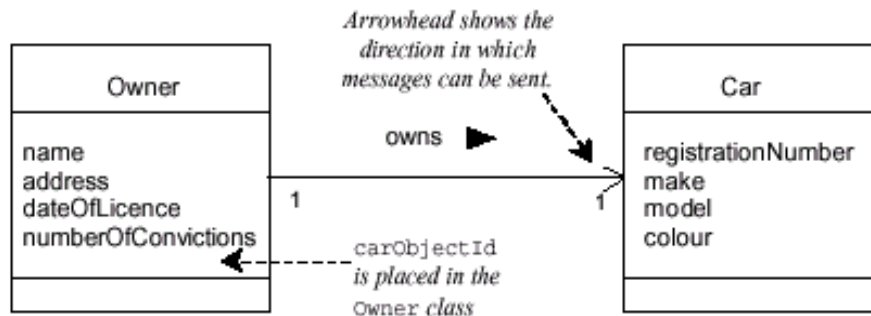 Arrowhead shows the
direction in which
messages can be sent.
Owner
Car
owns
name
address
dateOfLicence
numberOfConvictions
registrationNumber
make
model
colour
1
1
carObjectId
is placed in the
Owner class